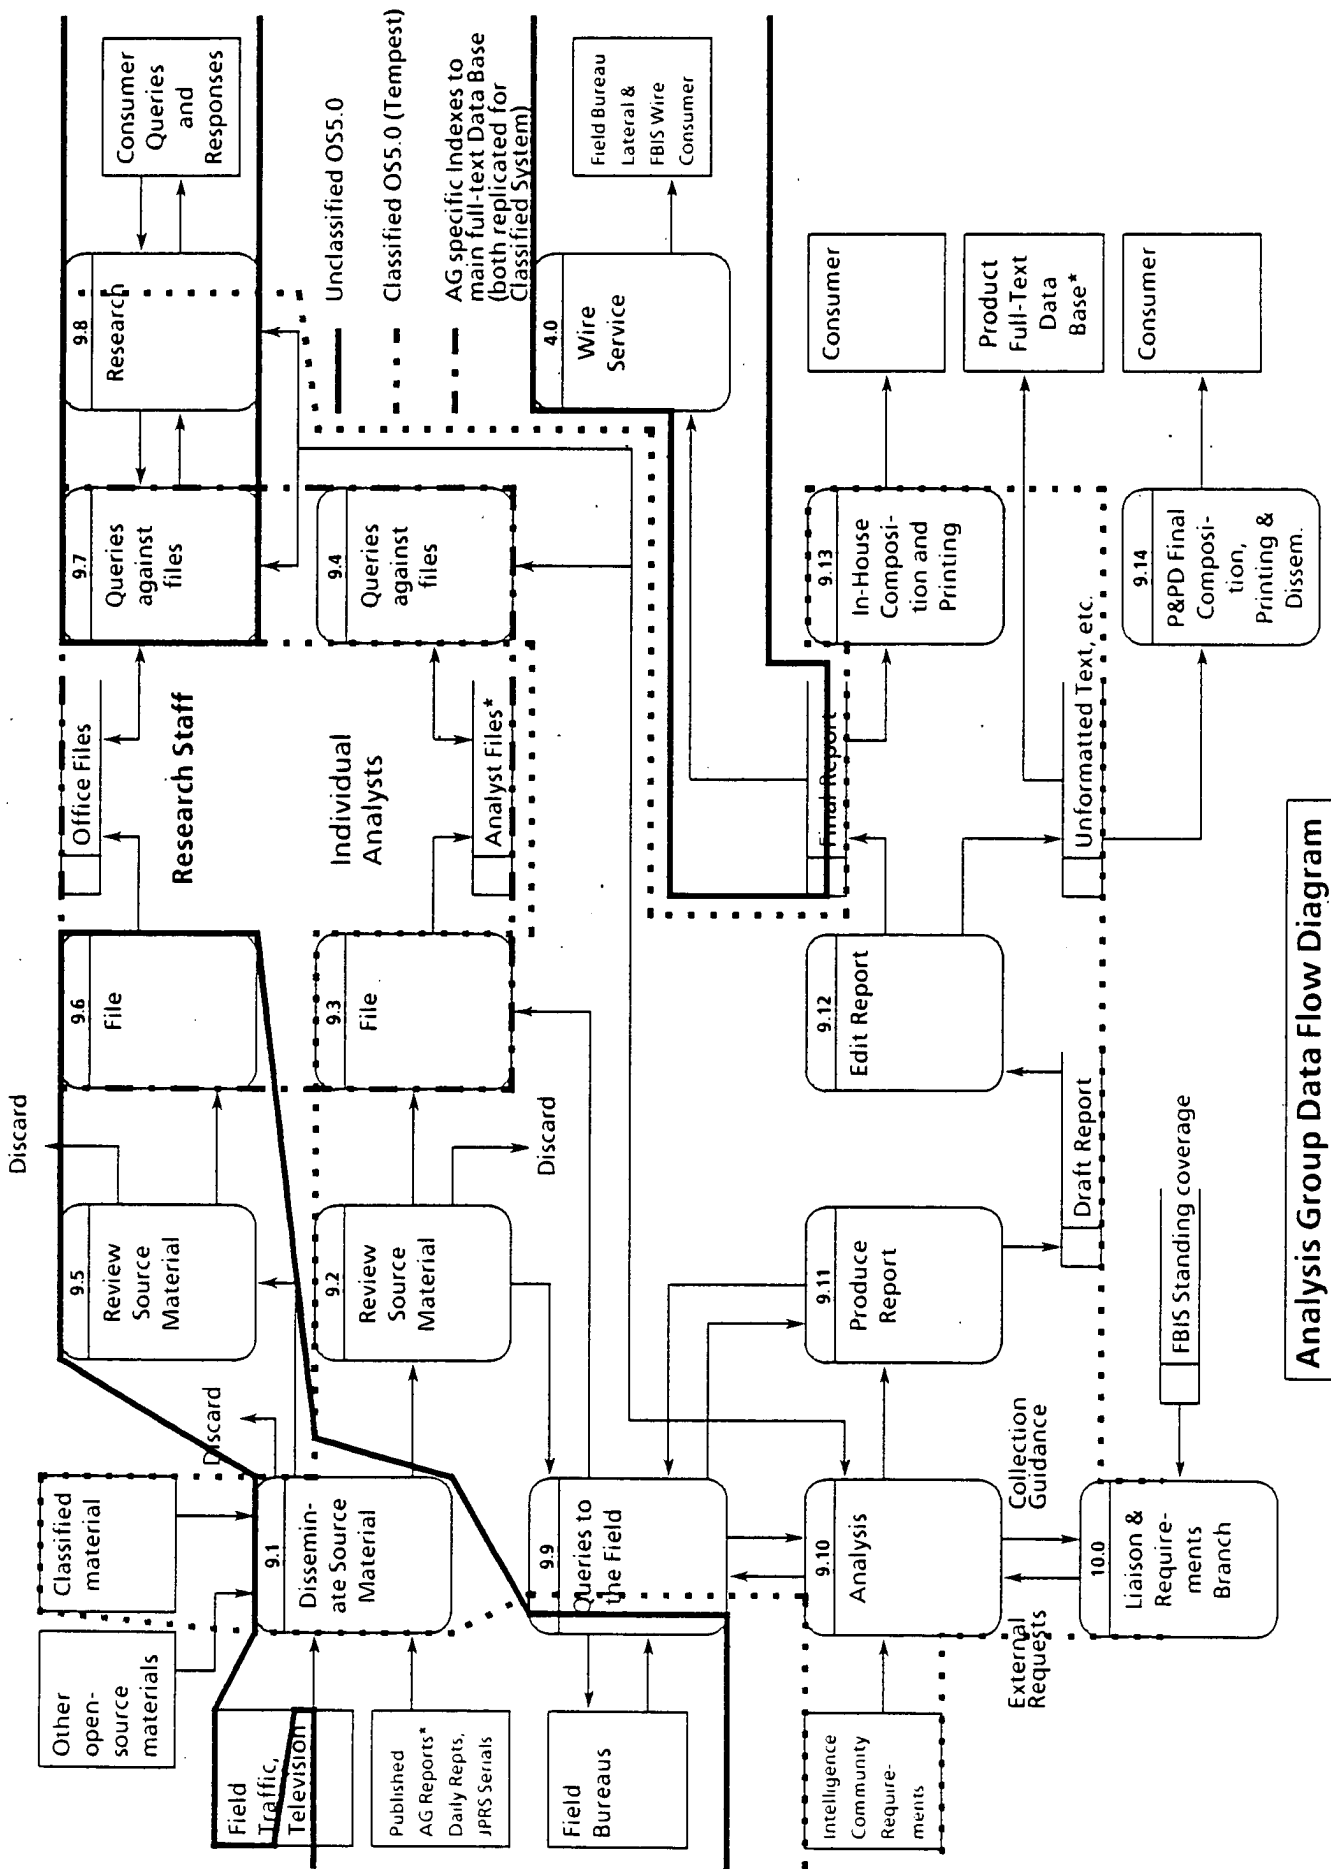 Other
open-
source
materials
Classified
material
Field
Traffic,
Television
Published
AG Reports*
Daily Repts,
JPRS Serials
Field
Bureaus
Intelligence
Community
Require-
ments
9.1
Dissemin-
ate Source
Material
Discard
9.9
Queries to
the Field
9.10
Analysis
External
Requests
Collection
Guidance
10.0
Liaison &
Require-
ments
Branch
FBIS Standing coverage
Discard
9.5
Review
Source
Material
9.2
Review
Source
Material
Discard
9.11
Produce
Report
Draft Report
9.6
File
9.3
File
9.12
Edit Report
Office Files
Research Staff
Individual
Analysts
Analyst Files*
Final Report
Unformatted Text, etc.
9.7
Queries
against
files
9.4
Queries
against
files
9.13
In-House
Composi-
tion and
Printing
9.14
P&PD Final
Composi-
tion,
Printing &
Dissem.
9.8
Research
Consumer
Queries
and
Responses
Unclassified OS5.0
Classified OS5.0 (Tempest)
AG specific Indexes to
main full-text Data Base
(both replicated for
Classified System)
4.0
Wire
Service
Field Bureau
Lateral &
FBIS Wire
Consumer
Consumer
Product
Full-Text
Data
Base*
Consumer
Analysis Group Data Flow Diagram